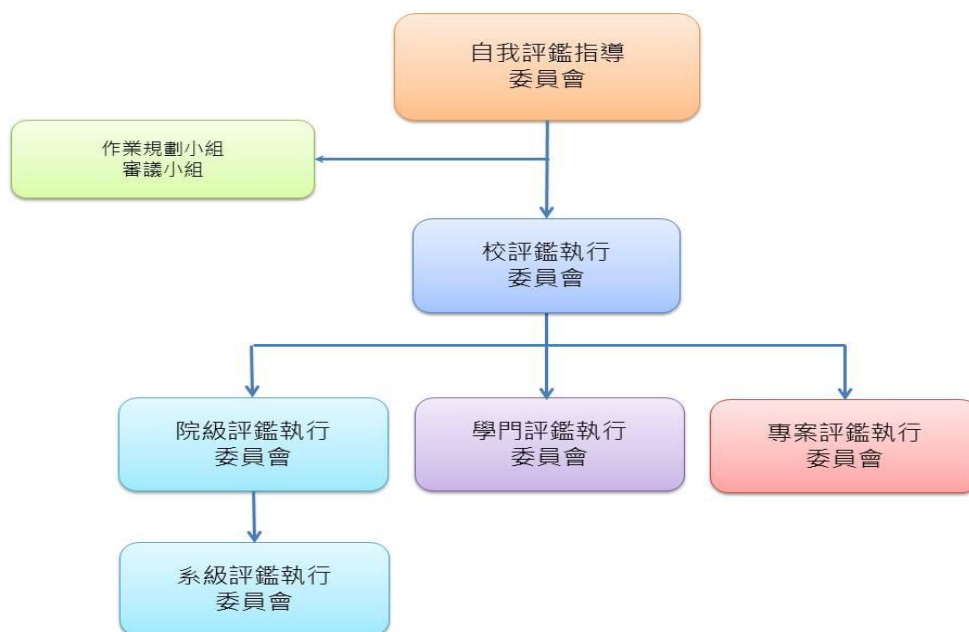 自我評鑑指導
委員會
作業規劃小組
審議小組
校評鑑執行
委員會
院級評鑑執行
委員會
學門評鑑執行
委員會
專案評鑑執行
委員會
系級評鑑執行
委員會